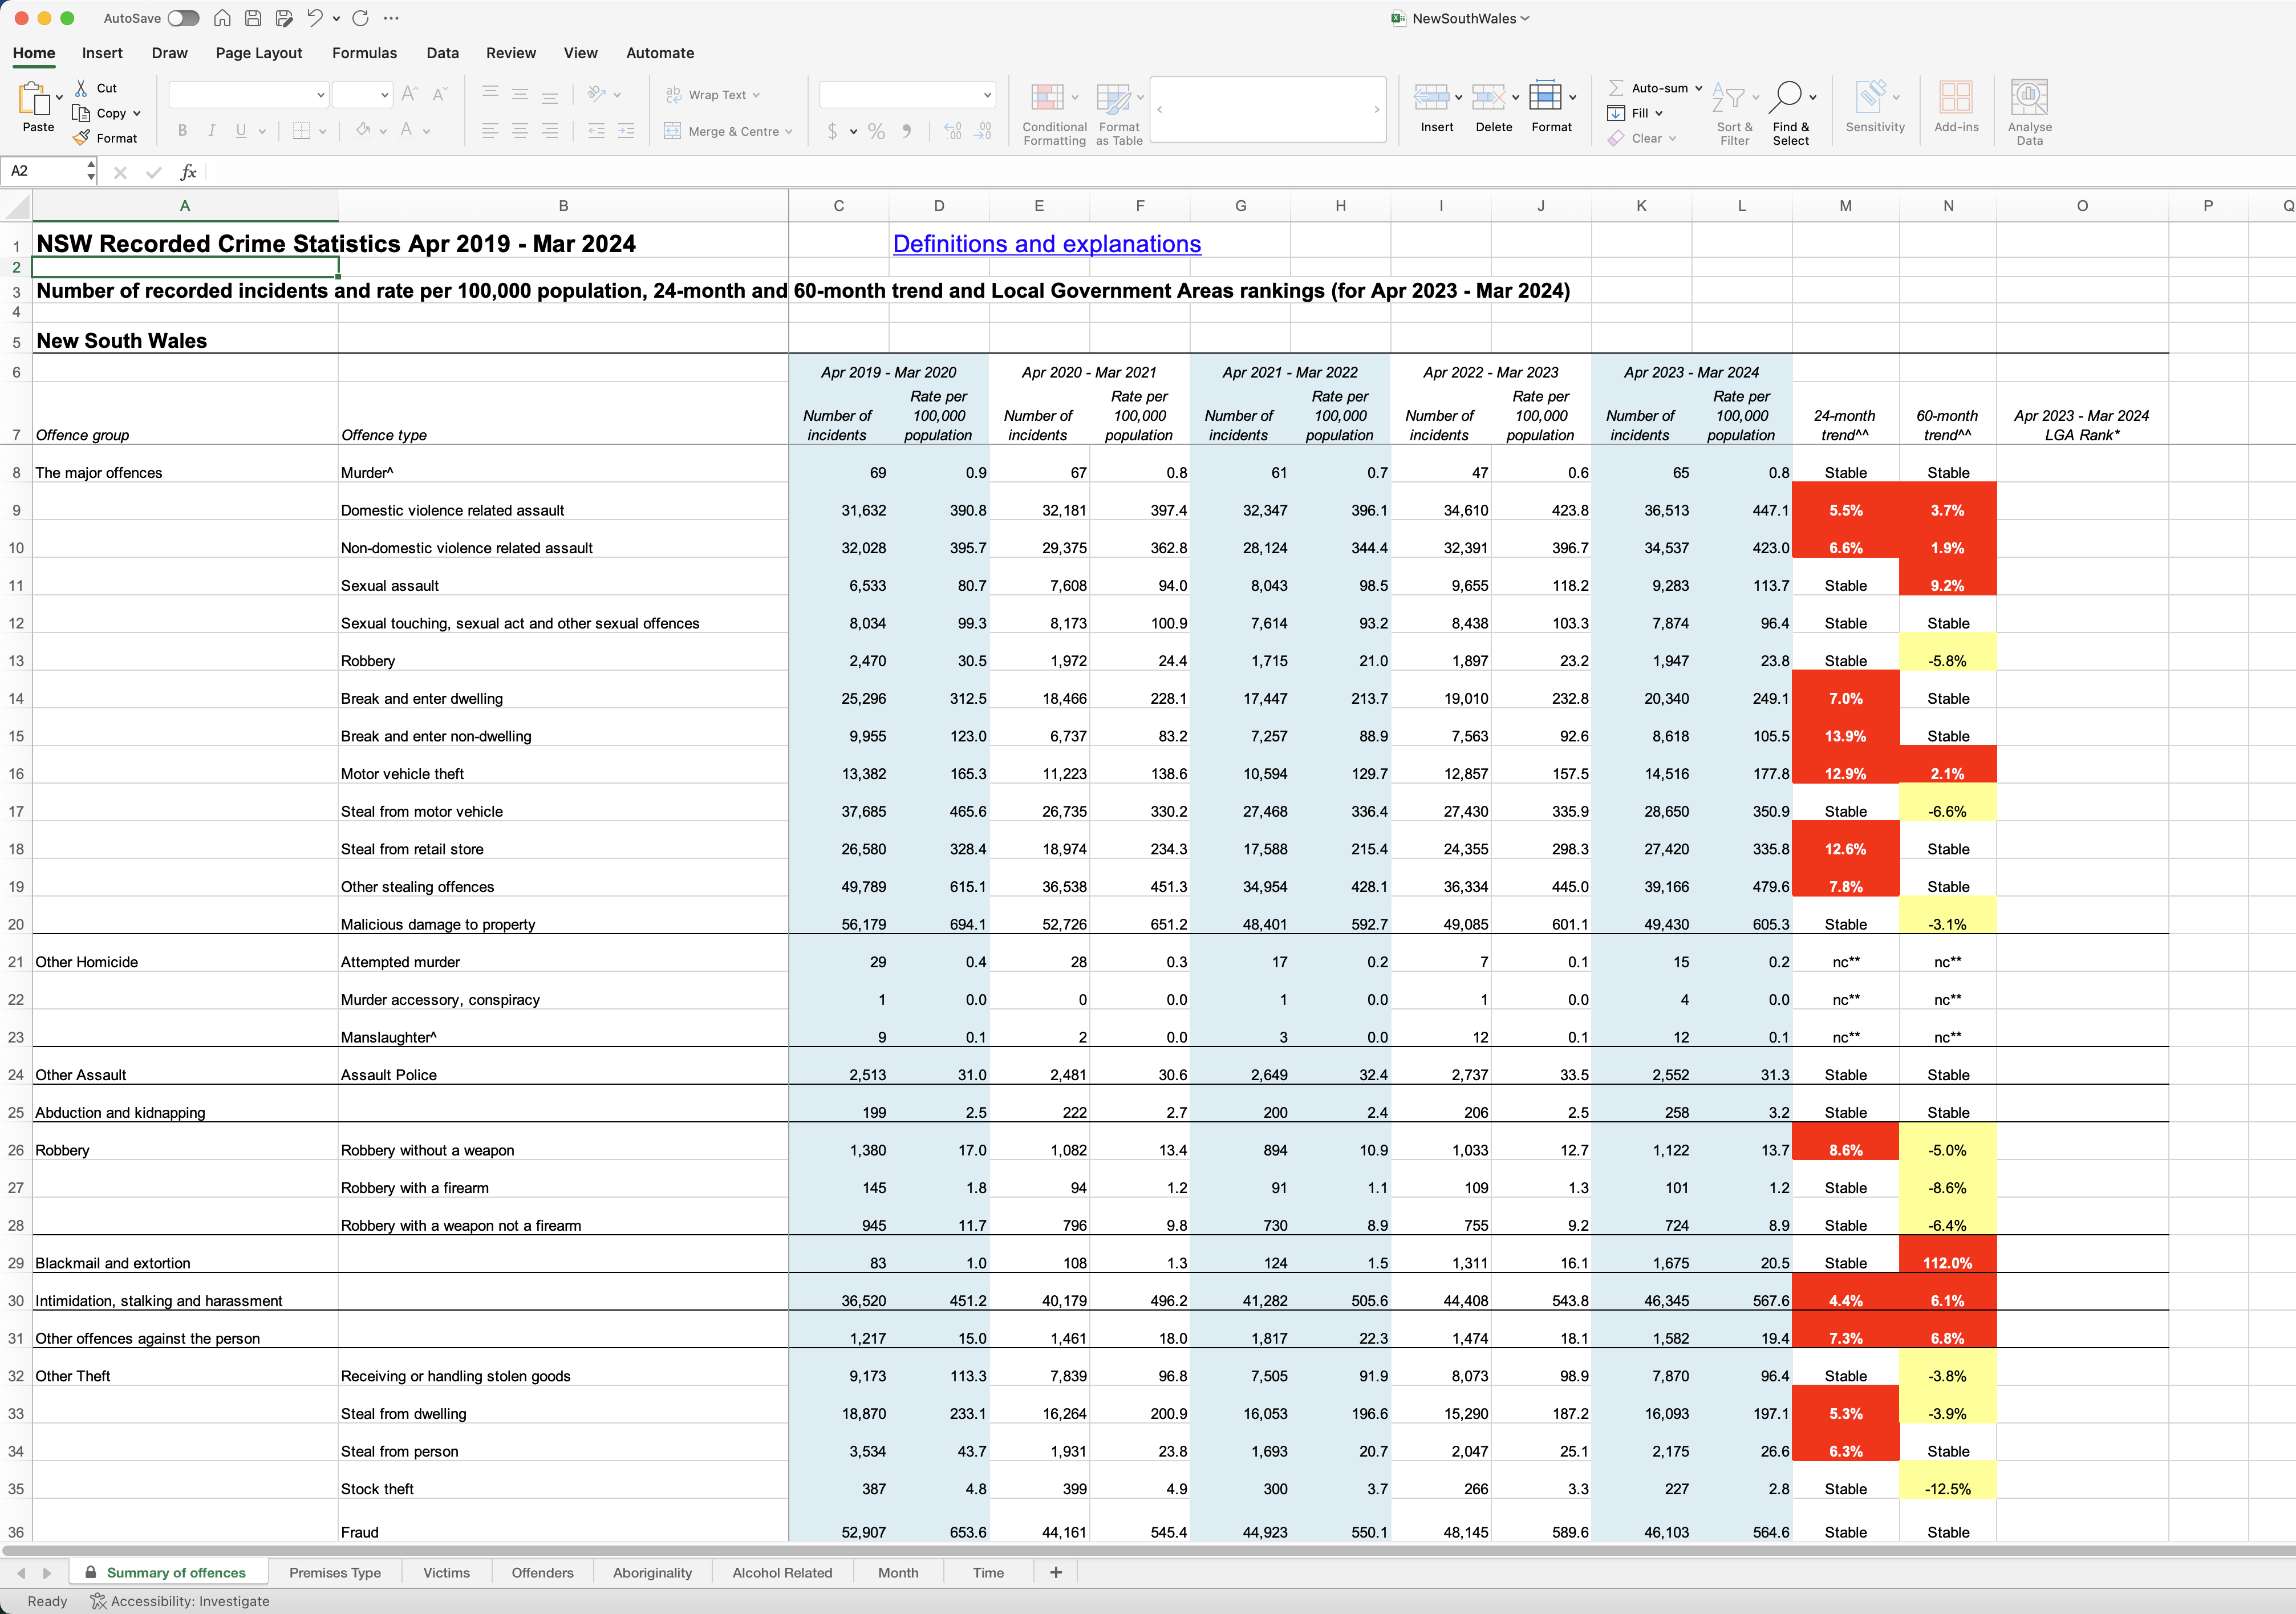 AutoSave
NewSouthWales
Home Insert Draw Page Layout Formulas Data Review View Automate
Paste
Cut
Copy
Format
B I U
A A
A
Wrap Text
Merge & Centre
$ %
Conditional Formatting
Format as Table
Insert
Delete
Format
Auto-sum
Fill
Clear
Sort & Filter
Find & Select
Sensitivity
Add-ins
Analyse Data
A2 fx
A B C D E F G H I J K L M N O P Q
1 NSW Recorded Crime Statistics Apr 2019 - Mar 2024 Definitions and explanations
2
3 Number of recorded incidents and rate per 100,000 population, 24-month and 60-month trend and Local Government Areas rankings (for Apr 2023 - Mar 2024)
4
5 New South Wales
6 Apr 2019 - Mar 2020 Apr 2020 - Mar 2021 Apr 2021 - Mar 2022 Apr 2022 - Mar 2023 Apr 2023 - Mar 2024
7 Offence group Offence type Number of incidents Rate per 100,000 population Number of incidents Rate per 100,000 population Number of incidents Rate per 100,000 population Number of incidents Rate per 100,000 population Number of incidents Rate per 100,000 population 24-month trend^^ 60-month trend^^ Apr 2023 - Mar 2024 LGA Rank*
8 The major offences Murder^ 69 0.9 67 0.8 61 0.7 47 0.6 65 0.8 Stable Stable
9 Domestic violence related assault 31,632 390.8 32,181 397.4 32,347 396.1 34,610 423.8 36,513 447.1 5.5% 3.7%
10 Non-domestic violence related assault 32,028 395.7 29,375 362.8 28,124 344.4 32,391 396.7 34,537 423.0 6.6% 1.9%
11 Sexual assault 6,533 80.7 7,608 94.0 8,043 98.5 9,655 118.2 9,283 113.7 Stable 9.2%
12 Sexual touching, sexual act and other sexual offences 8,034 99.3 8,173 100.9 7,614 93.2 8,438 103.3 7,874 96.4 Stable Stable
13 Robbery 2,470 30.5 1,972 24.4 1,715 21.0 1,897 23.2 1,947 23.8 Stable -5.8%
14 Break and enter dwelling 25,296 312.5 18,466 228.1 17,447 213.7 19,010 232.8 20,340 249.1 7.0% Stable
15 Break and enter non-dwelling 9,955 123.0 6,737 83.2 7,257 88.9 7,563 92.6 8,618 105.5 13.9% Stable
16 Motor vehicle theft 13,382 165.3 11,223 138.6 10,594 129.7 12,857 157.5 14,516 177.8 12.9% 2.1%
17 Steal from motor vehicle 37,685 465.6 26,735 330.2 27,468 336.4 27,430 335.9 28,650 350.9 Stable -6.6%
18 Steal from retail store 26,580 328.4 18,974 234.3 17,588 215.4 24,355 298.3 27,420 335.8 12.6% Stable
19 Other stealing offences 49,789 615.1 36,538 451.3 34,954 428.1 36,334 445.0 39,166 479.6 7.8% Stable
20 Malicious damage to property 56,179 694.1 52,726 651.2 48,401 592.7 49,085 601.1 49,430 605.3 Stable -3.1%
21 Other Homicide Attempted murder 29 0.4 28 0.3 17 0.2 7 0.1 15 0.2 nc** nc**
22 Murder accessory, conspiracy 1 0.0 0 0.0 1 0.0 1 0.0 4 0.0 nc** nc**
23 Manslaughter^ 9 0.1 2 0.0 3 0.0 12 0.1 12 0.1 nc** nc**
24 Other Assault Assault Police 2,513 31.0 2,481 30.6 2,649 32.4 2,737 33.5 2,552 31.3 Stable Stable
25 Abduction and kidnapping 199 2.5 222 2.7 200 2.4 206 2.5 258 3.2 Stable Stable
26 Robbery Robbery without a weapon 1,380 17.0 1,082 13.4 894 10.9 1,033 12.7 1,122 13.7 8.6% -5.0%
27 Robbery with a firearm 145 1.8 94 1.2 91 1.1 109 1.3 101 1.2 Stable -8.6%
28 Robbery with a weapon not a firearm 945 11.7 796 9.8 730 8.9 755 9.2 724 8.9 Stable -6.4%
29 Blackmail and extortion 83 1.0 108 1.3 124 1.5 1,311 16.1 1,675 20.5 Stable 112.0%
30 Intimidation, stalking and harassment 36,520 451.2 40,179 496.2 41,282 505.6 44,408 543.8 46,345 567.6 4.4% 6.1%
31 Other offences against the person 1,217 15.0 1,461 18.0 1,817 22.3 1,474 18.1 1,582 19.4 7.3% 6.8%
32 Other Theft Receiving or handling stolen goods 9,173 113.3 7,839 96.8 7,505 91.9 8,073 98.9 7,870 96.4 Stable -3.8%
33 Steal from dwelling 18,870 233.1 16,264 200.9 16,053 196.6 15,290 187.2 16,093 197.1 5.3% -3.9%
34 Steal from person 3,534 43.7 1,931 23.8 1,693 20.7 2,047 25.1 2,175 26.6 6.3% Stable
35 Stock theft 387 4.8 399 4.9 300 3.7 266 3.3 227 2.8 Stable -12.5%
36 Fraud 52,907 653.6 44,161 545.4 44,923 550.1 48,145 589.6 46,103 564.6 Stable Stable
Summary of offences Premises Type Victims Offenders Aboriginality Alcohol Related Month Time +
Ready Accessibility: Investigate